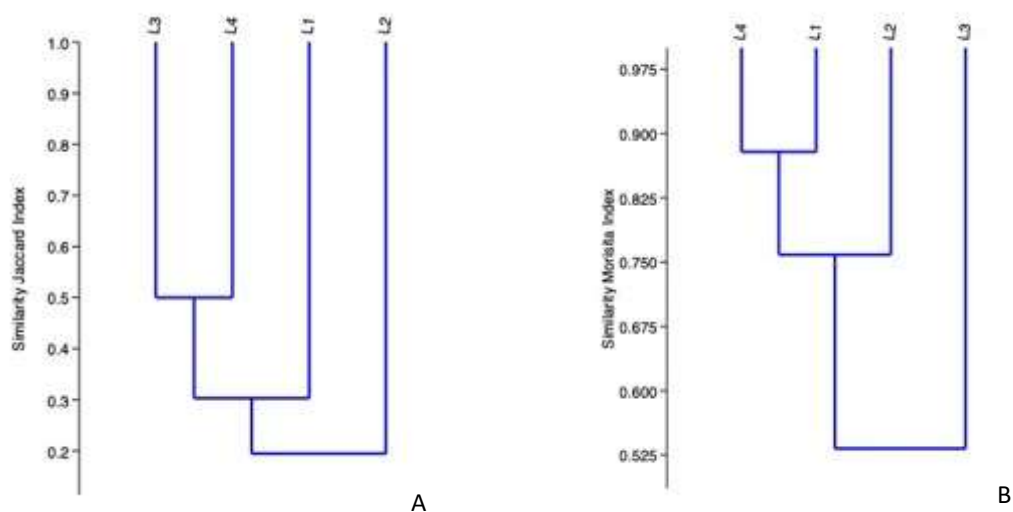 L3 L4 L1 L2
1.0
0.9
0.8
0.7
0.6
0.5
0.4
0.3
0.2
Similarity Jaccard Index
A
L4 L1 L2 L3
0.975
0.900
0.825
0.750
0.675
0.600
0.525
Similarity Morisita Index
B